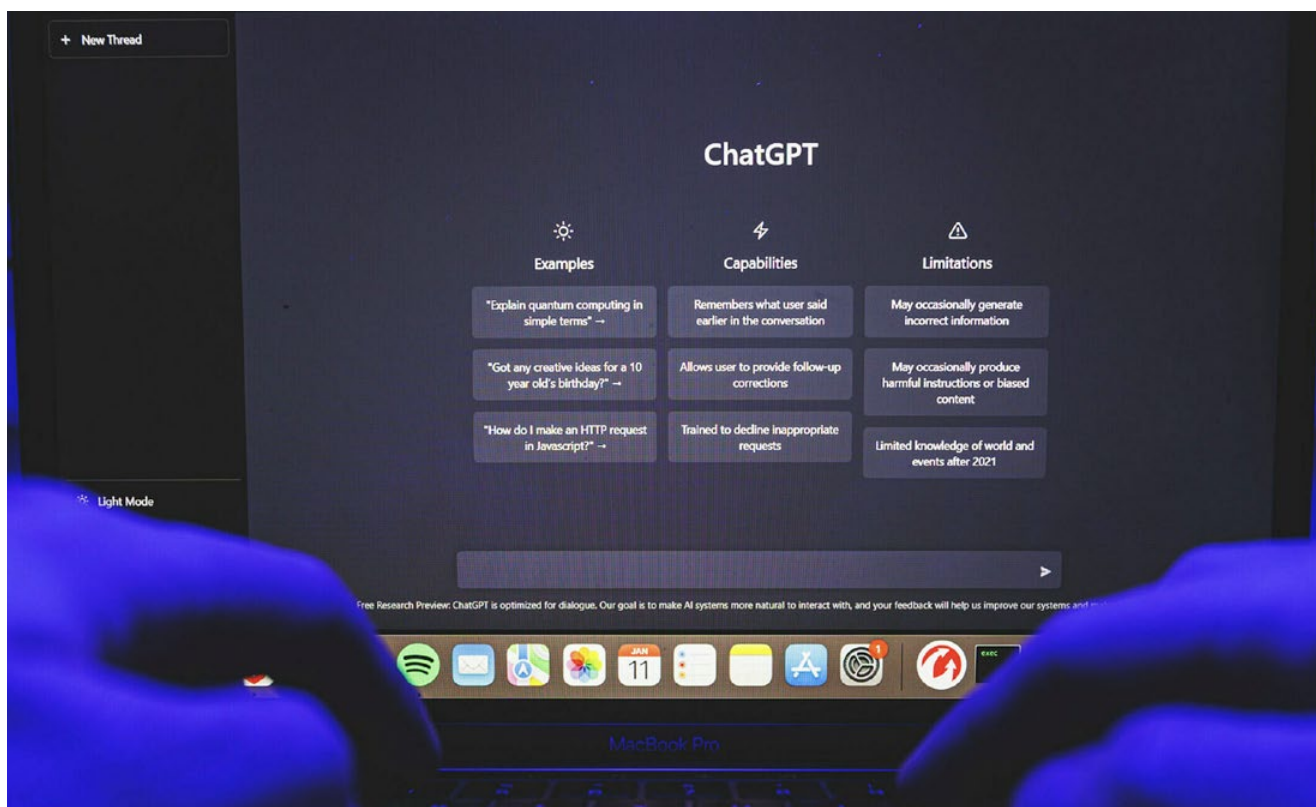 + New Thread
ChatGPT
Examples
"Explain quantum computing in
simple terms" →
"Got any creative ideas for a 10
year old's birthday?" →
"How do I make an HTTP request
in Javascript?" →
Capabilities
Remembers what user said
earlier in the conversation
Allows user to provide follow-up
corrections
Trained to decline inappropriate
requests
Limitations
May occasionally generate
incorrect information
May occasionally produce
harmful instructions or biased
content
Limited knowledge of world and
events after 2021
Light Mode
Free Research Preview: ChatGPT is optimized for dialogue. Our goal is to make AI systems more natural to interact with, and your feedback will help us improve our systems and
JAN
11
1
exec
MacBook Pro